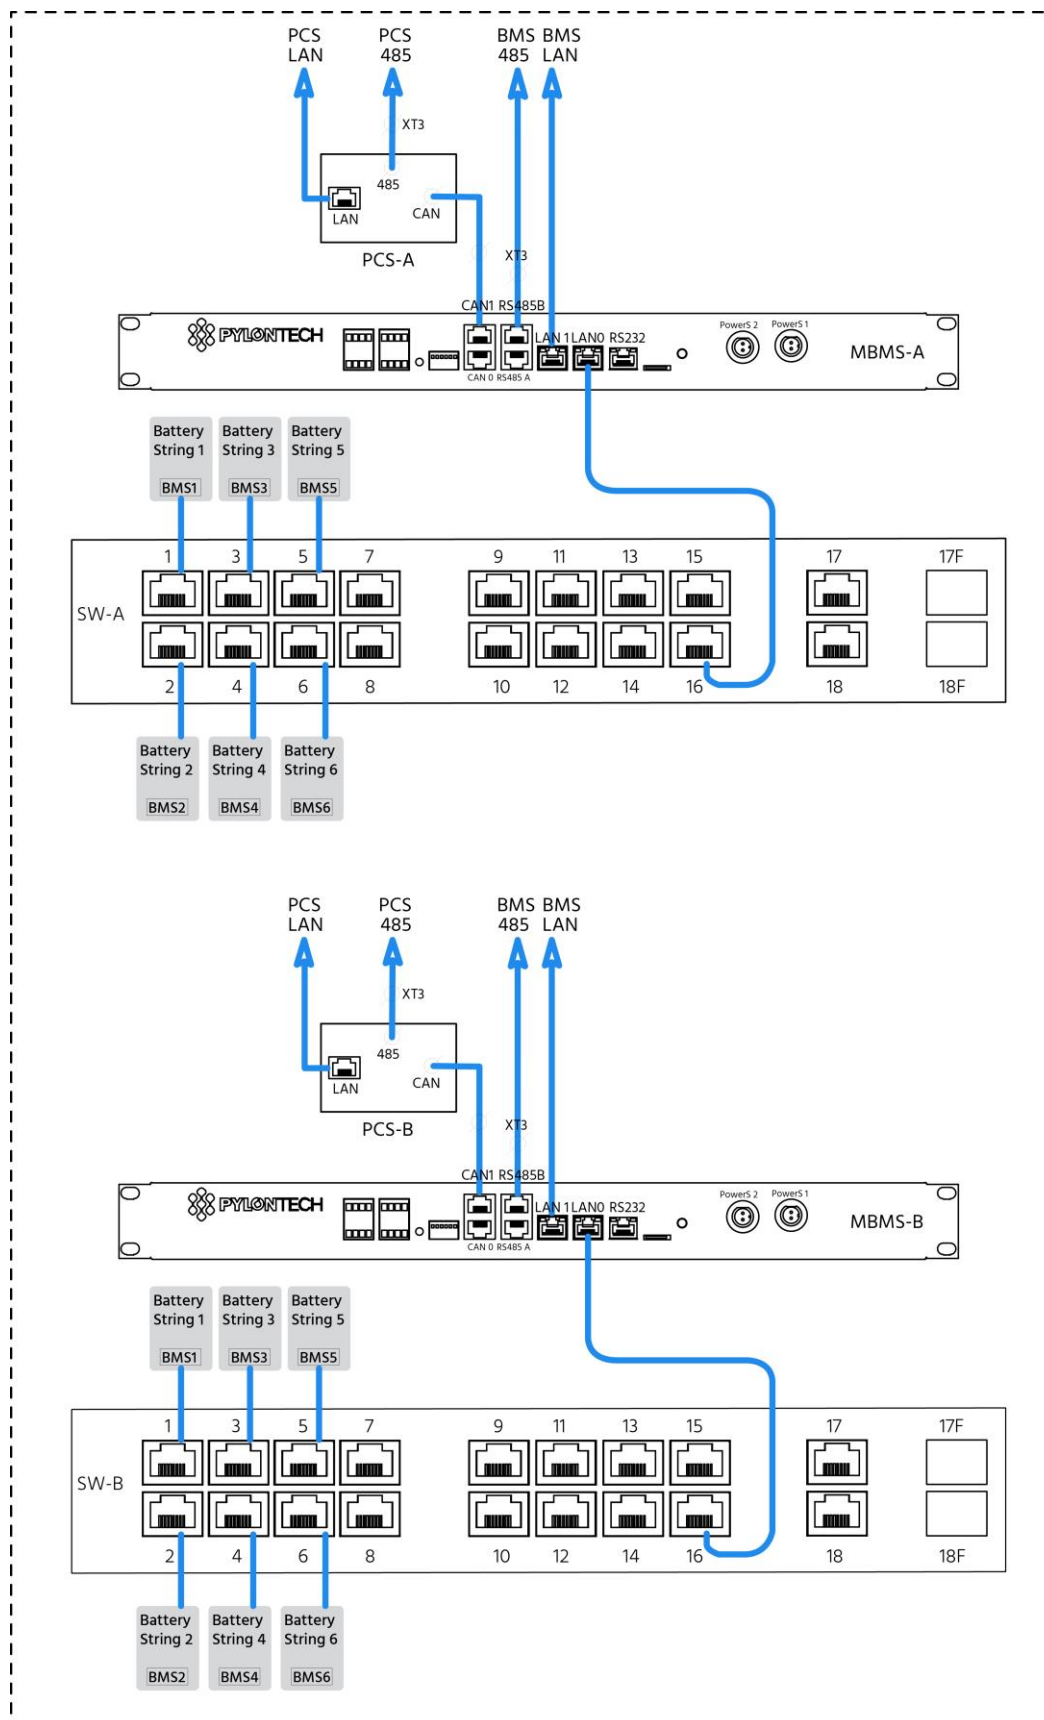 PCS PCS BMS BMS
LAN 485 485 LAN
XT3
485
LAN CAN
PCS-A
XT3
CAN1 RS485B
PYLONTECH
LAN 1 LAN0 RS232
PowerS 2 PowerS 1
MBMS-A
CAN 0 RS485 A
Battery Battery Battery
String 1 String 3 String 5
BMS1 BMS3 BMS5
1 3 5 7 9 11 13 15 17 17F
SW-A
2 4 6 8 10 12 14 16 18 18F
Battery Battery Battery
String 2 String 4 String 6
BMS2 BMS4 BMS6
PCS PCS BMS BMS
LAN 485 485 LAN
XT3
485
LAN CAN
PCS-B
XT3
CAN1 RS485B
PYLONTECH
LAN 1 LAN0 RS232
PowerS 2 PowerS 1
MBMS-B
CAN 0 RS485 A
Battery Battery Battery
String 1 String 3 String 5
BMS1 BMS3 BMS5
1 3 5 7 9 11 13 15 17 17F
SW-B
2 4 6 8 10 12 14 16 18 18F
Battery Battery Battery
String 2 String 4 String 6
BMS2 BMS4 BMS6